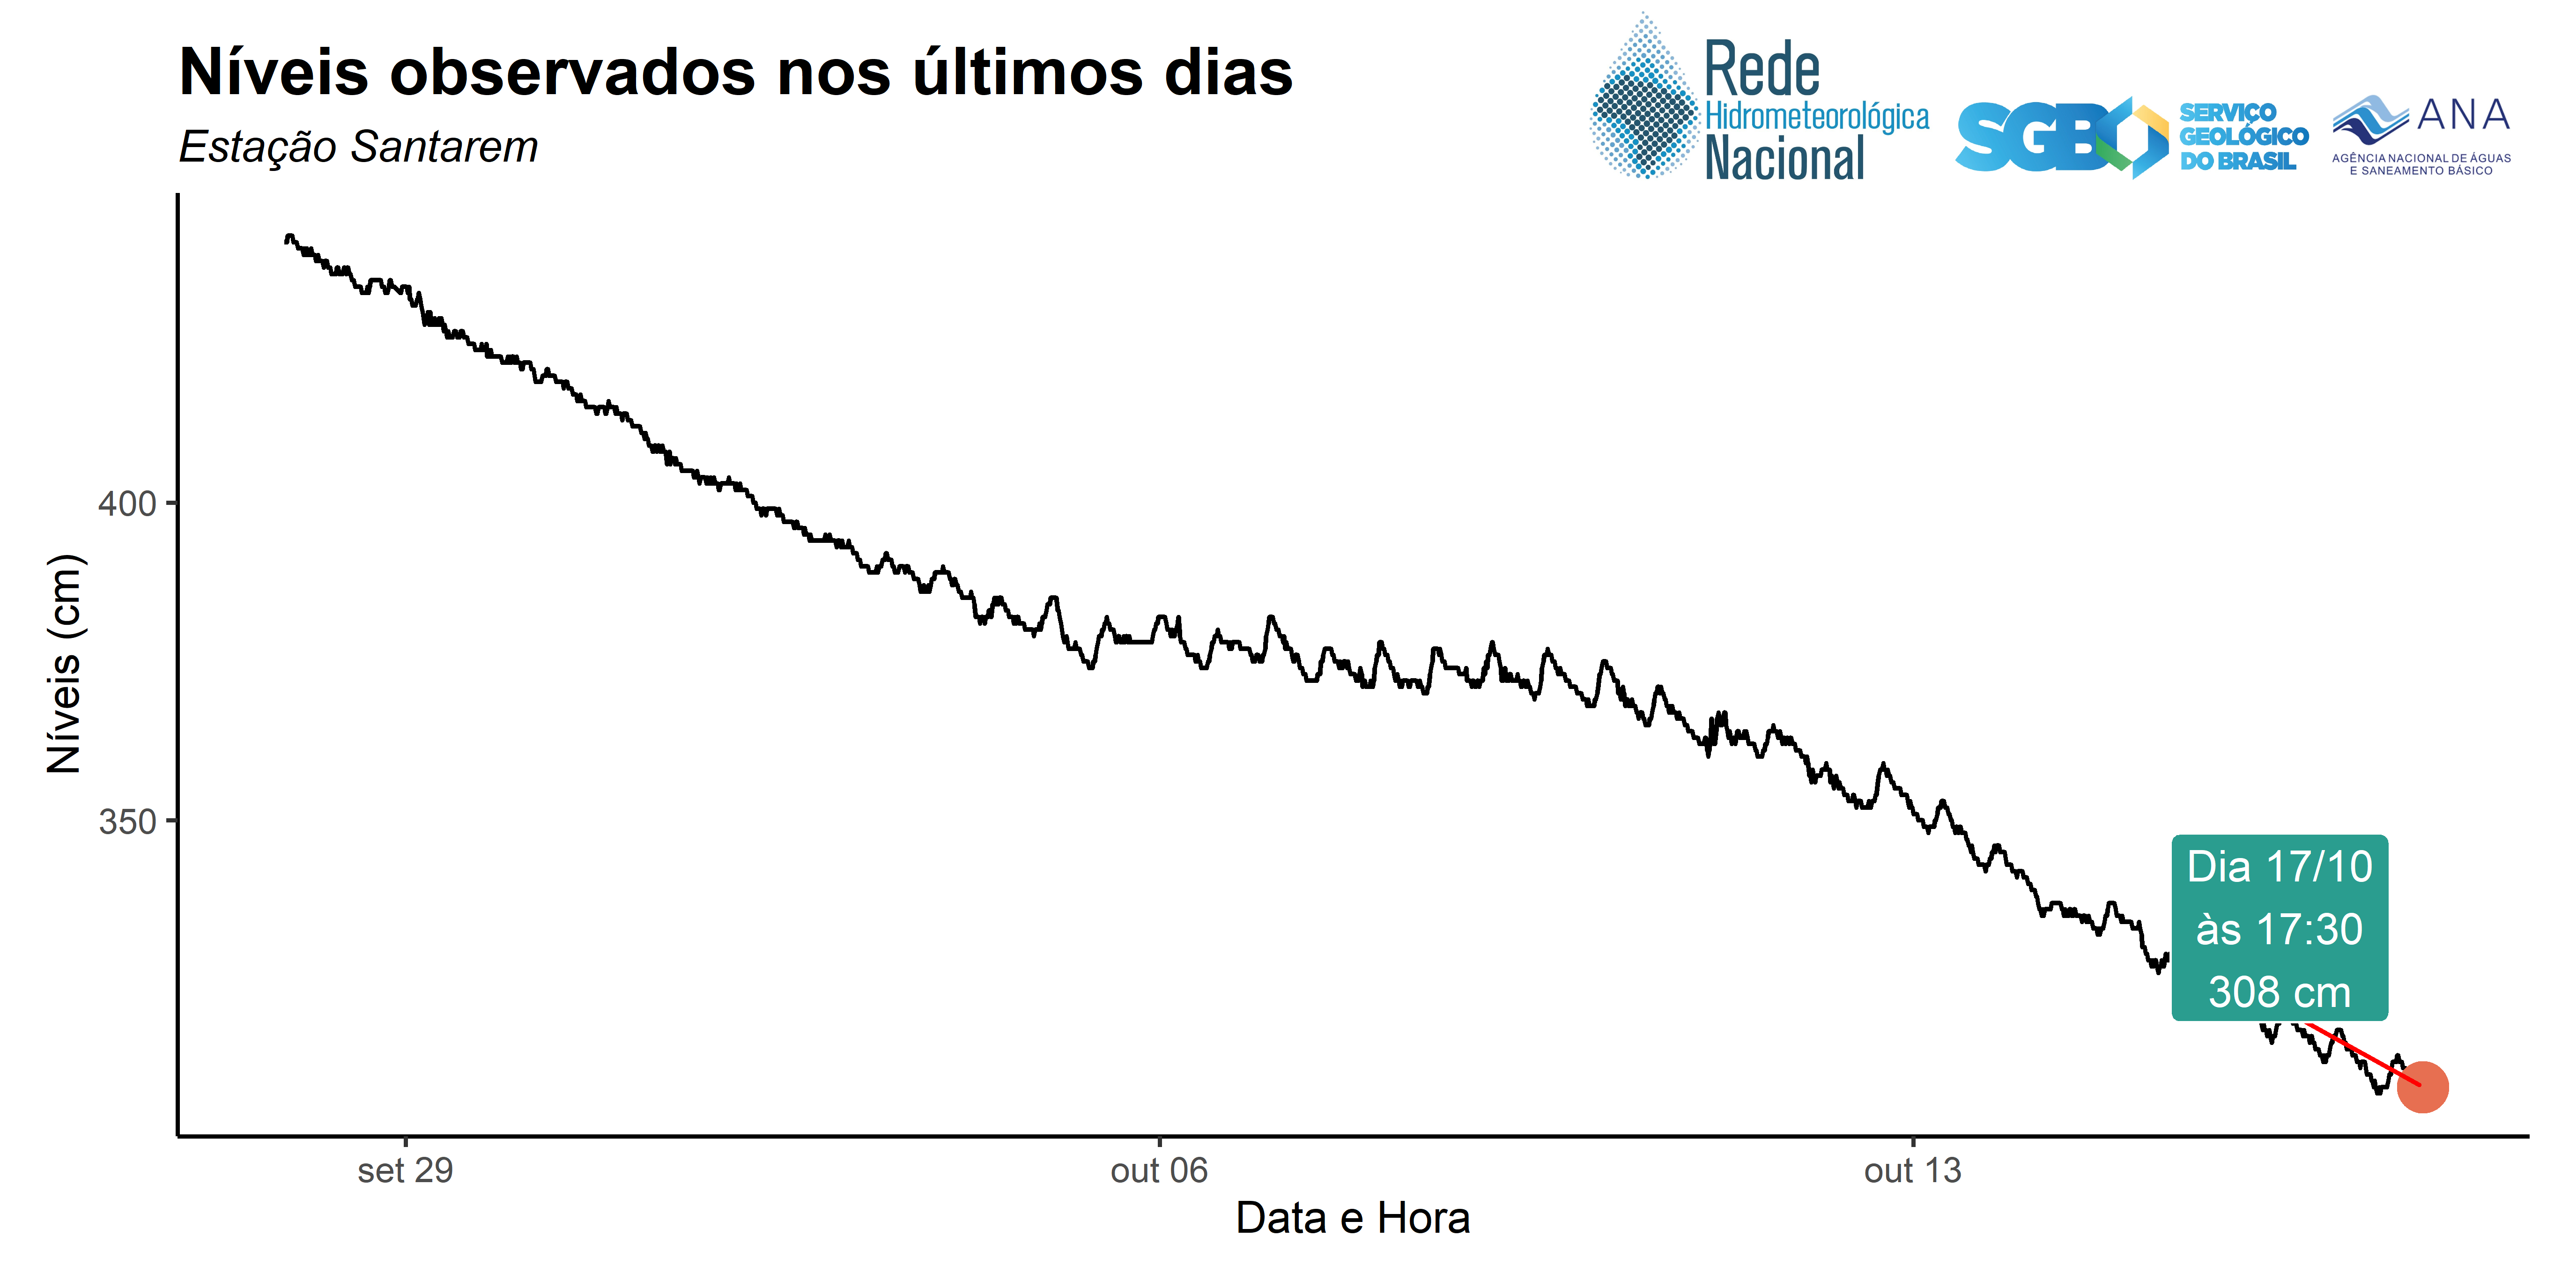 Níveis observados nos últimos dias
Estação Santarem
Rede
Hidrometeorológica
Nacional
SGB
SERVIÇO
GEOLÓGICO
DO BRASIL
ANA
AGÊNCIA NACIONAL DE ÁGUAS
E SANEAMENTO BÁSICO
Níveis (cm)
400
350
Dia 17/10
às 17:30
308 cm
set 29
out 06
out 13
Data e Hora